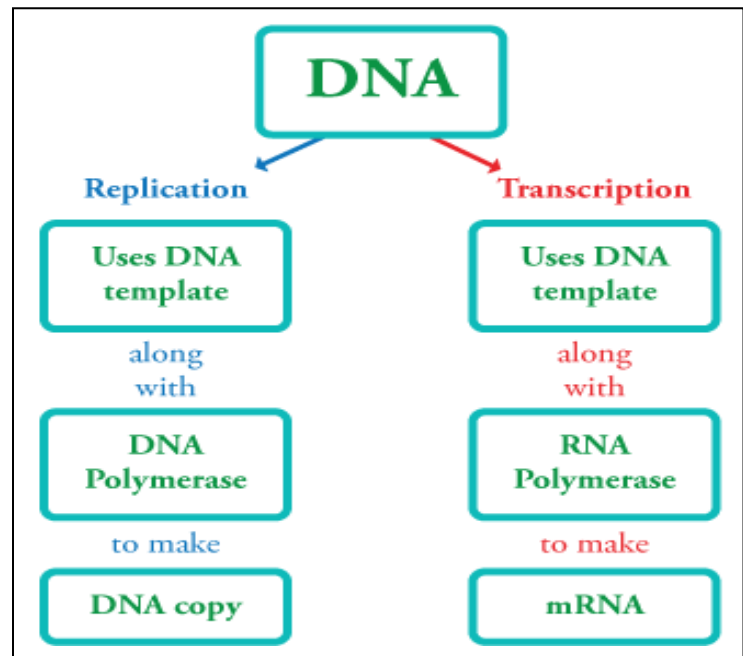 DNA
Replication
Uses DNA
template
along
with
DNA
Polymerase
to make
DNA copy
Transcription
Uses DNA
template
along
with
RNA
Polymerase
to make
mRNA